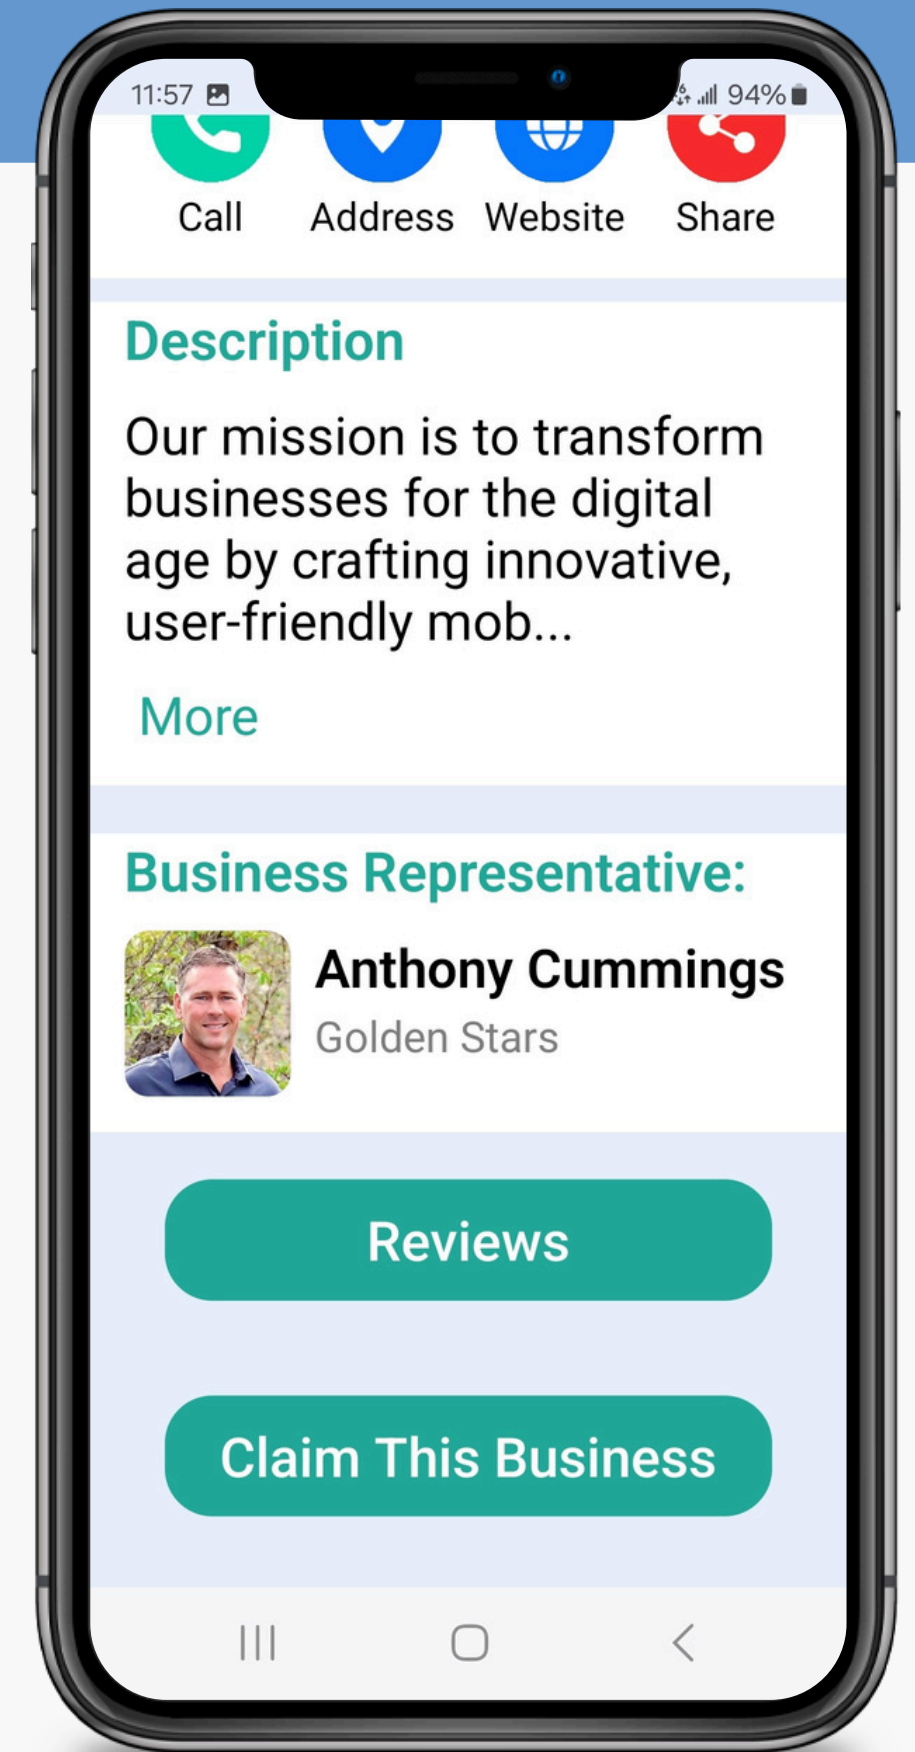 11:57 94%
Call Address Website Share
Description
Our mission is to transform
businesses for the digital
age by crafting innovative,
user-friendly mob...
More
Business Representative:
Anthony Cummings
Golden Stars
Reviews
Claim This Business